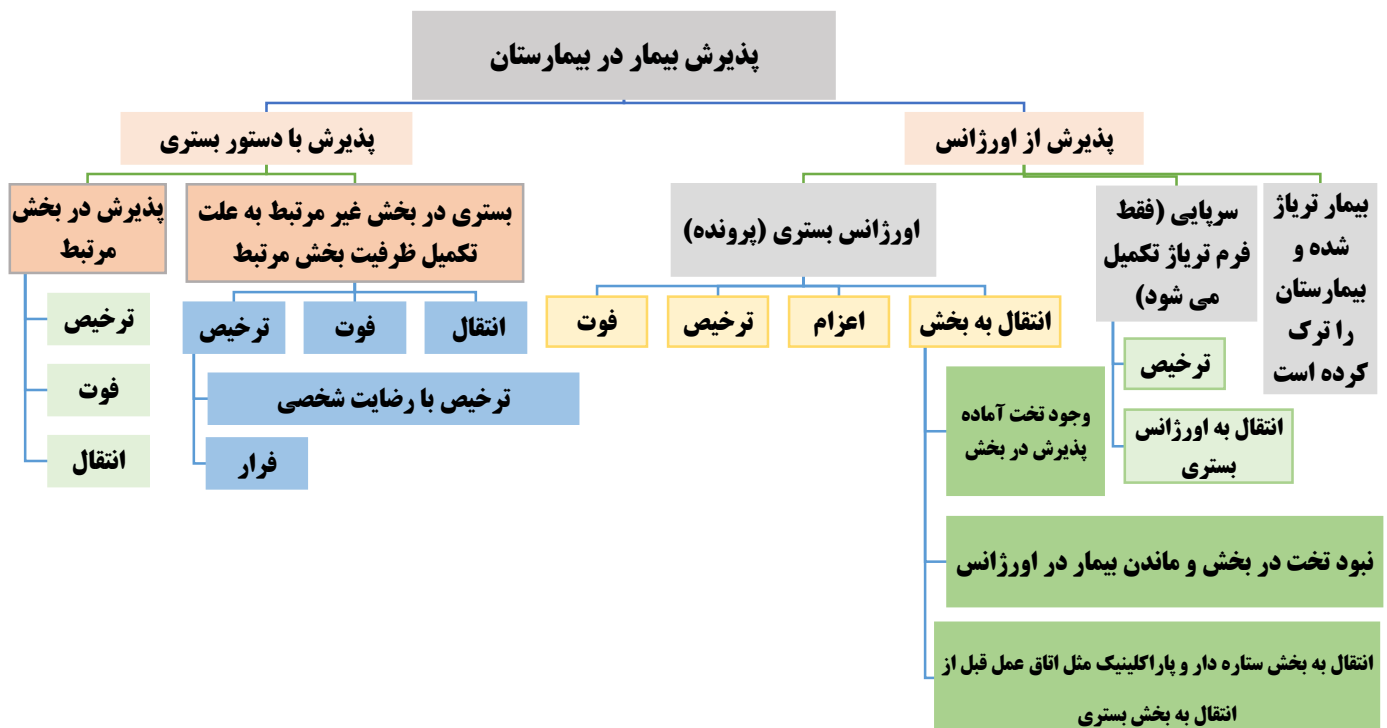 پذیرش بیمار در بیمارستان
پذیرش از اورژانس
پذیرش با دستور بستری
بیمار تریاژ
شده و
بیمارستان
را ترک
کرده است
سرپایی (فقط
فرم تریاژ تکمیل
می شود)
ترخیص
انتقال به اورژانس
بستری
اورژانس بستری (پرونده)
انتقال به بخش
اعزام
ترخیص
فوت
وجود تخت آماده
پذیرش در بخش
نبود تخت در بخش و ماندن بیمار در اورژانس
انتقال به بخش ستاره دار و پاراکلینیک مثل اتاق عمل قبل از
انتقال به بخش بستری
بستری در بخش غیر مرتبط به علت
تکمیل ظرفیت بخش مرتبط
انتقال
فوت
ترخیص
ترخیص با رضایت شخصی
فرار
پذیرش در بخش
مرتبط
ترخیص
فوت
انتقال